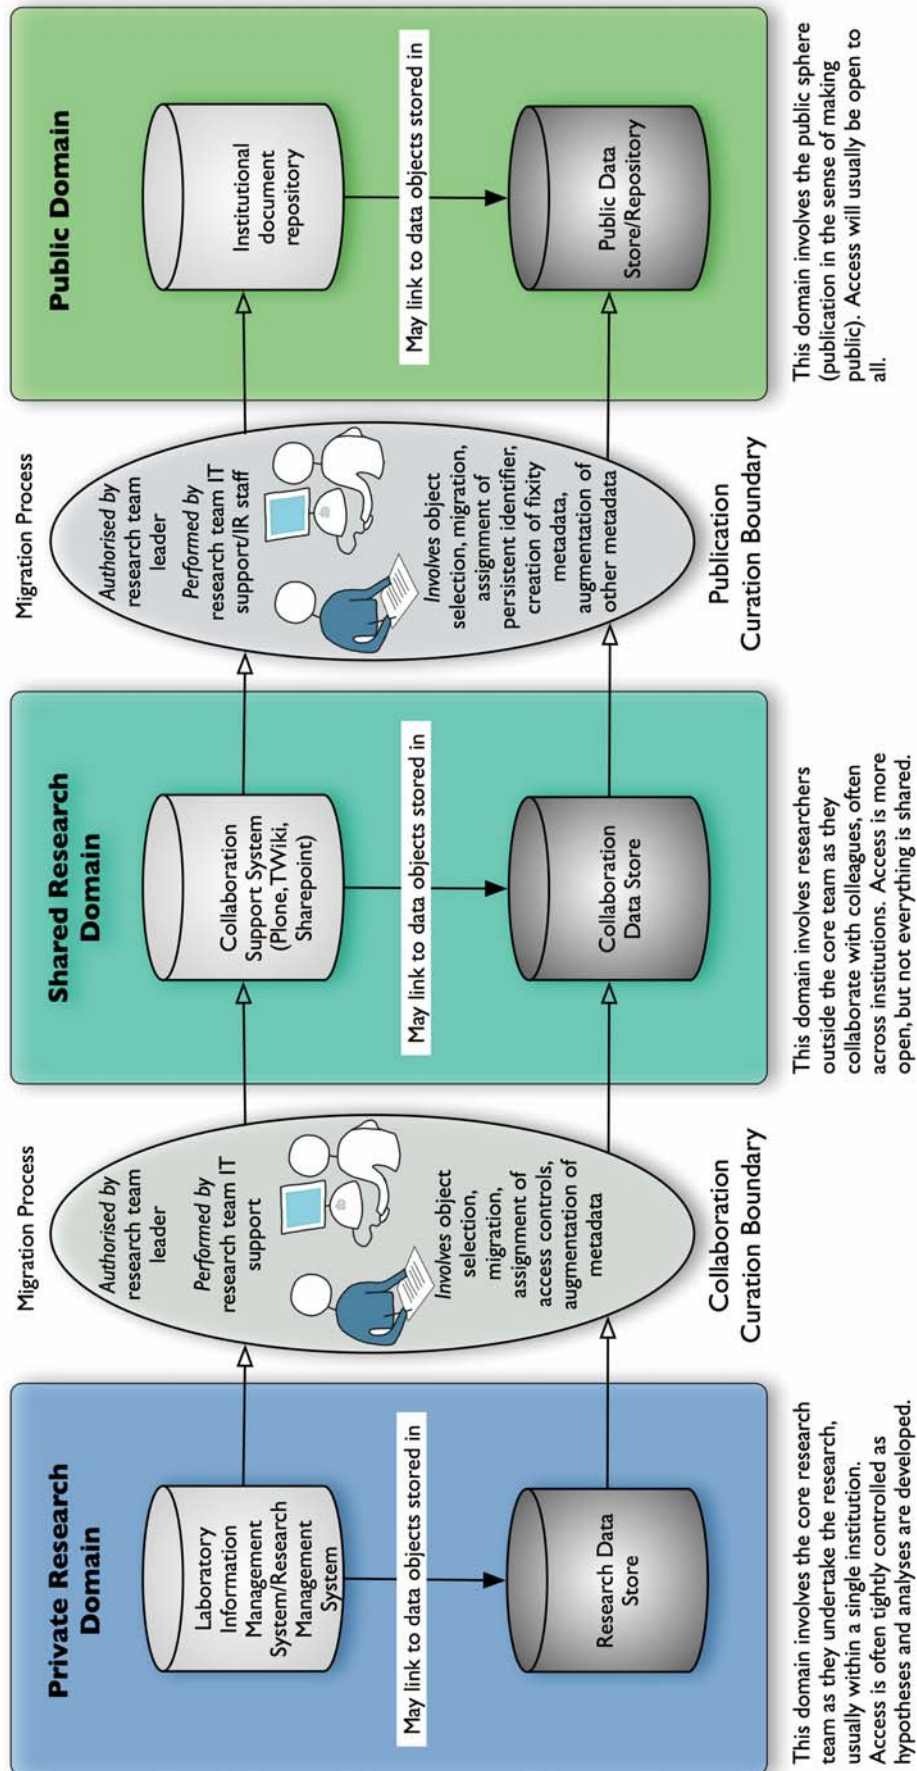 Private Research
Domain
Laboratory
Information
Management
System/Research
Management
System
May link to data objects stored in
Research Data
Store
This domain involves the core research
team as they undertake the research,
usually within a single institution.
Access is often tightly controlled as
hypotheses and analyses are developed.
Migration Process
Authorised by
research team
leader
Performed by
research team IT
support
Involves object
selection,
migration,
assignment of
access controls,
augmentation of
metadata
Collaboration
Curation Boundary
Shared Research
Domain
Collaboration
Support System
(Plone, TWiki,
Sharepoint)
May link to data objects stored in
Collaboration
Data Store
This domain involves researchers
outside the core team as they
collaborate with colleagues, often
across institutions. Access is more
open, but not everything is shared.
Migration Process
Authorised by
research team
leader
Performed by
research team IT
support/IR staff
Involves object
selection, migration,
assignment of
persistent identifier,
creation of fixity
metadata,
augmentation of
other metadata
Publication
Curation Boundary
Public Domain
Institutional
document
repository
May link to data objects stored in
Public Data
Store/Repository
This domain involves the public sphere
(publication in the sense of making
public). Access will usually be open to
all.